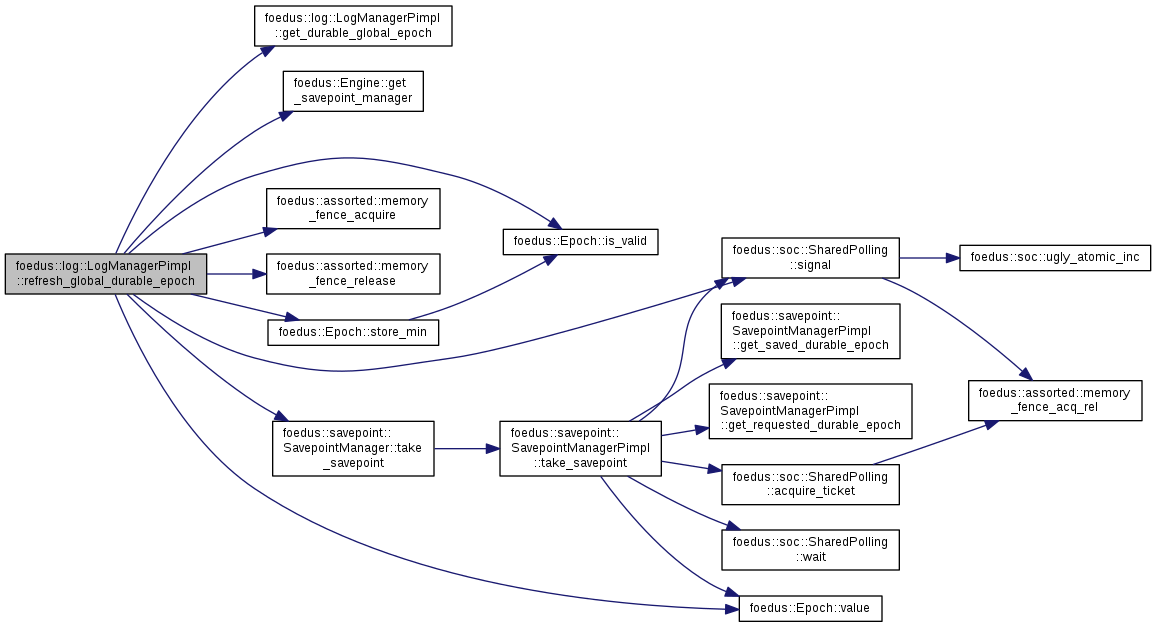 foedus::log::LogManagerPimpl
::refresh_global_durable_epoch
foedus::log::LogManagerPimpl
::get_durable_global_epoch
foedus::Engine::get
_savepoint_manager
foedus::assorted::memory
_fence_acquire
foedus::assorted::memory
_fence_release
foedus::Epoch::store_min
foedus::savepoint::
SavepointManager::take
_savepoint
foedus::Epoch::is_valid
foedus::savepoint::
SavepointManagerPimpl
::take_savepoint
foedus::soc::SharedPolling
::signal
foedus::savepoint::
SavepointManagerPimpl
::get_saved_durable_epoch
foedus::savepoint::
SavepointManagerPimpl
::get_requested_durable_epoch
foedus::soc::SharedPolling
::acquire_ticket
foedus::soc::SharedPolling
::wait
foedus::Epoch::value
foedus::soc::ugly_atomic_inc
foedus::assorted::memory
_fence_acq_rel